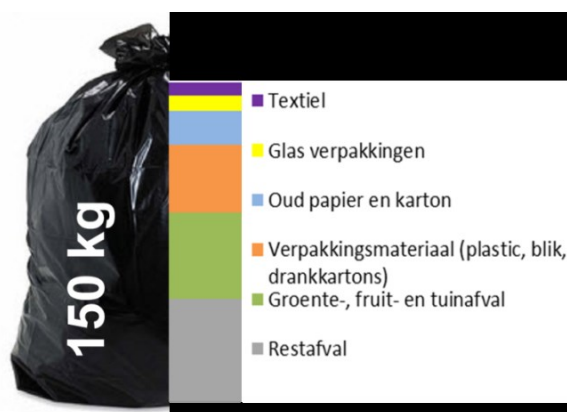 150 kg
Textiel
Glas verpakkingen
Oud papier en karton
Verpakkingsmateriaal (plastic, blik,
drankkartons)
Groente-, fruit- en tuinafval
Restafval